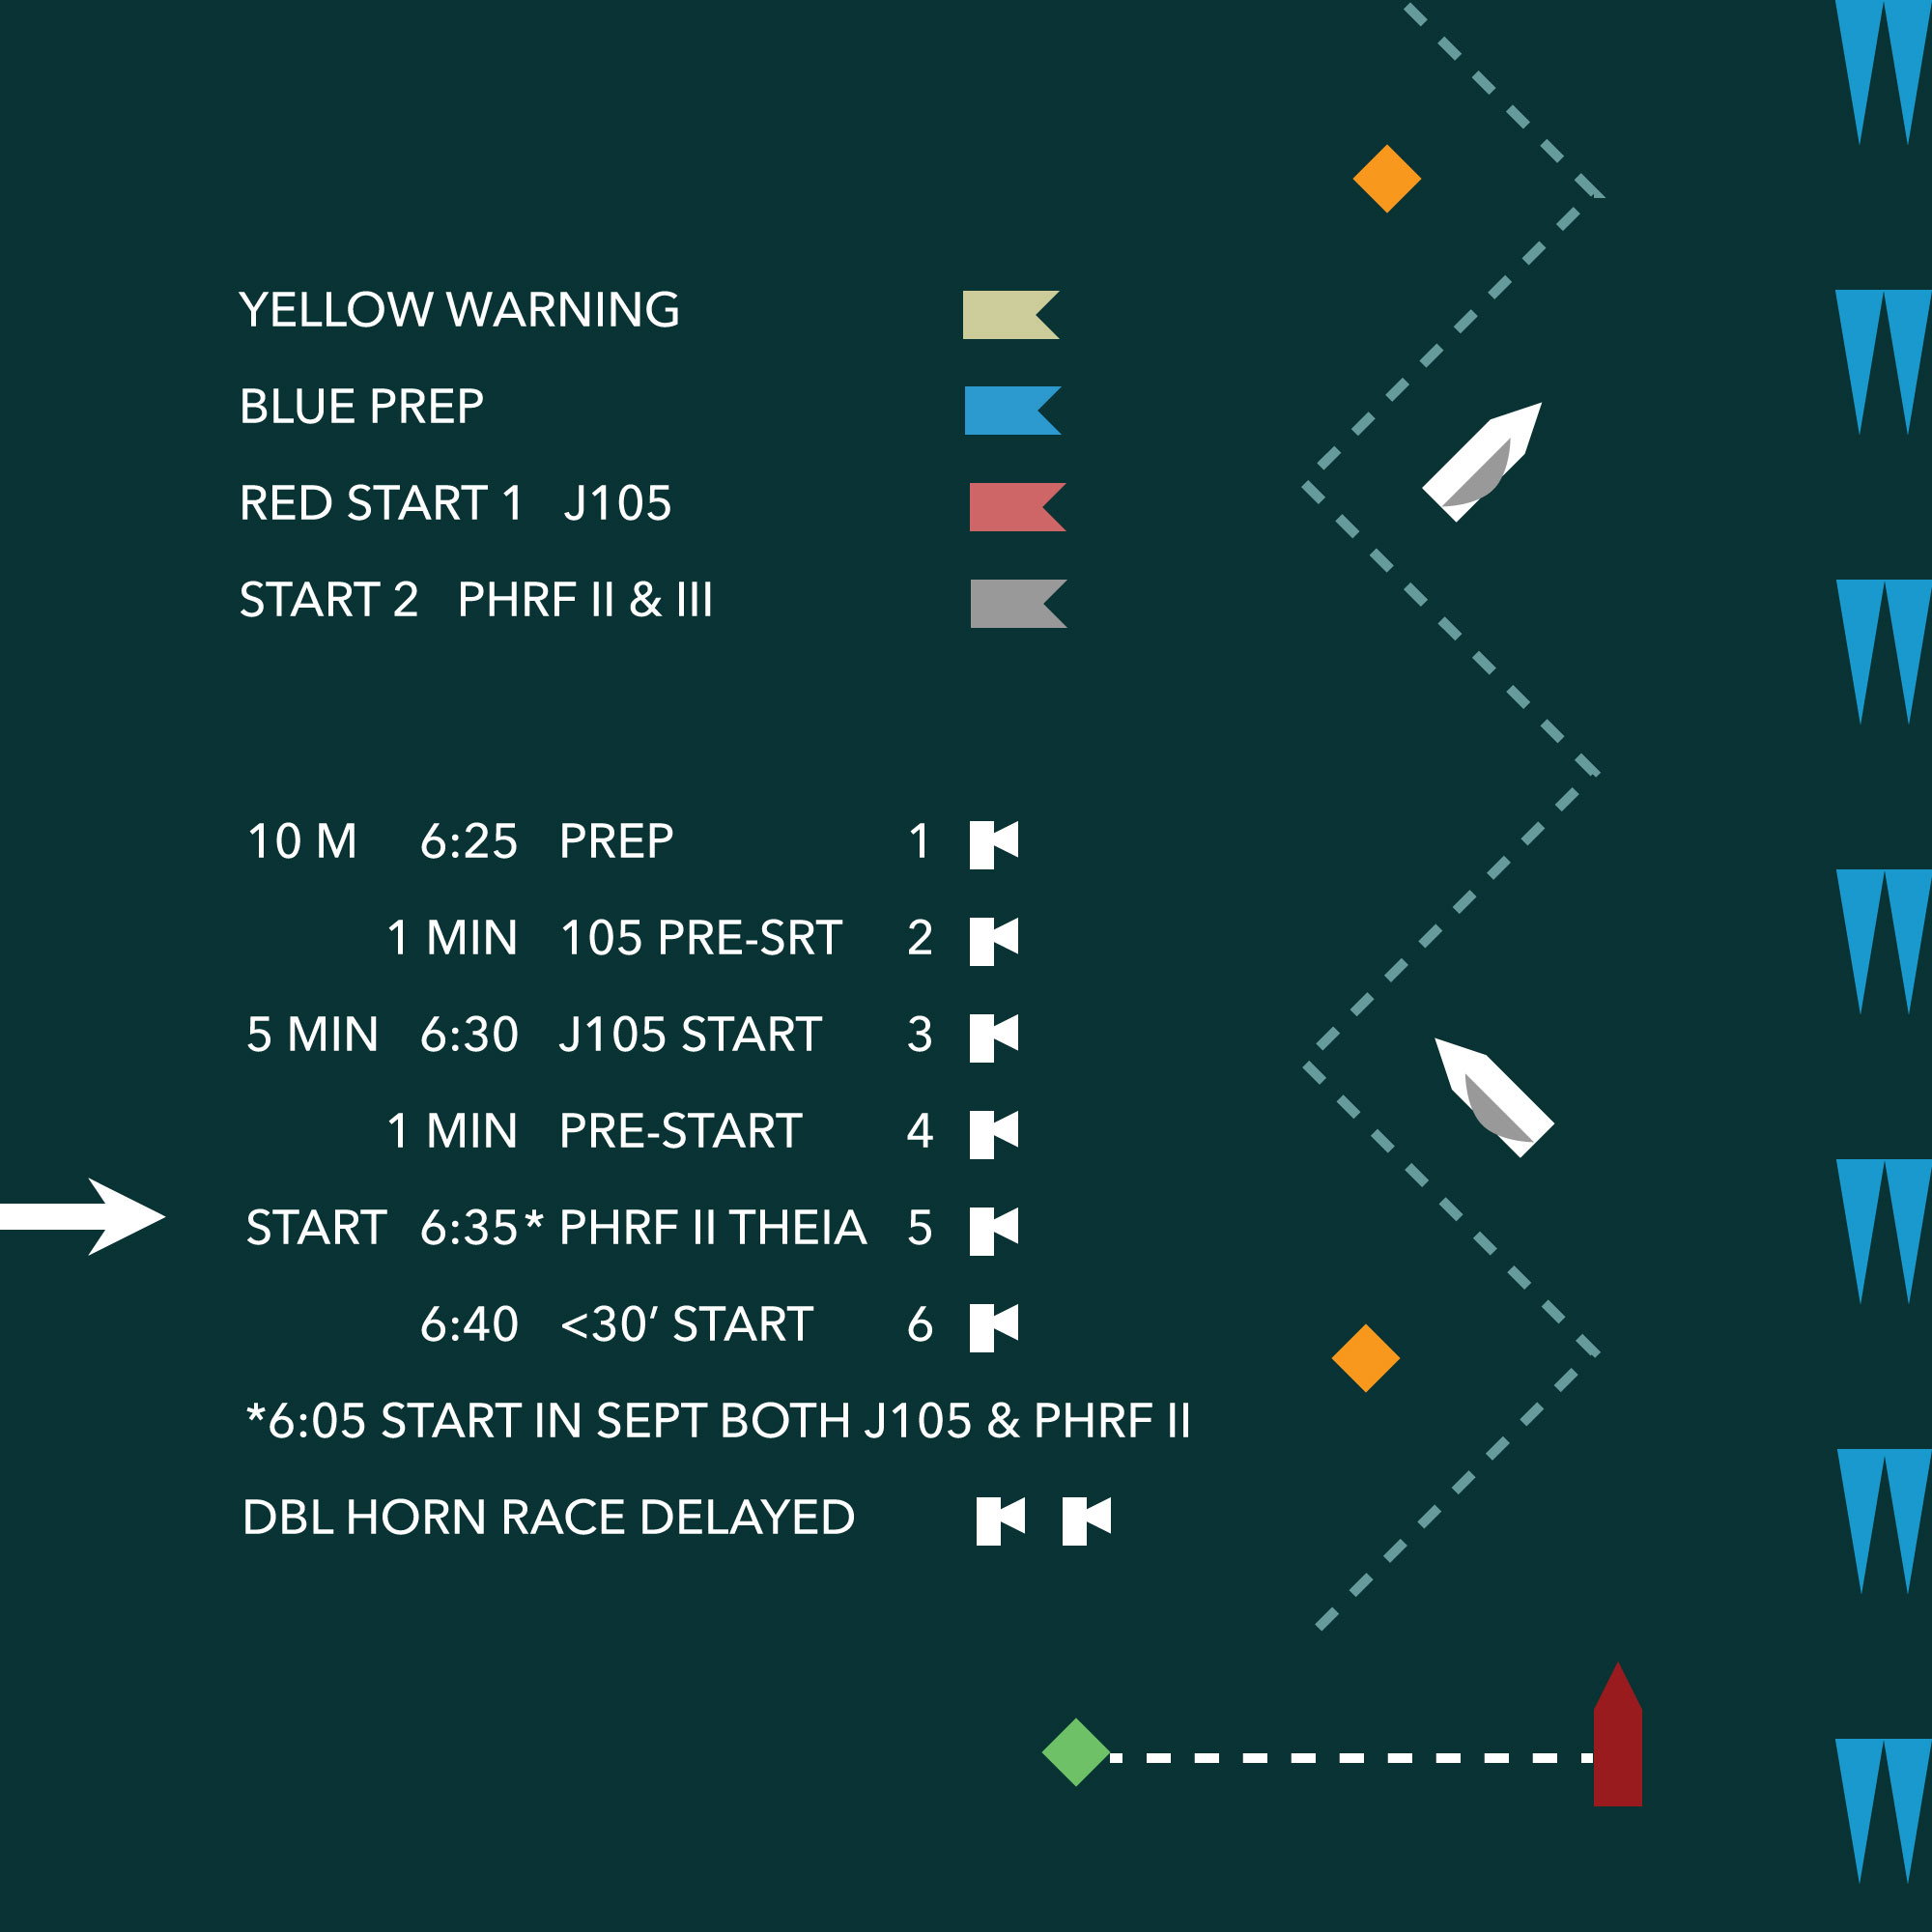 YELLOW WARNING
BLUE PREP
RED START 1 J105
START 2 PHRF II & III
10 M 6:25 PREP 1
1 MIN 105 PRE-SRT 2
5 MIN 6:30 J105 START 3
1 MIN PRE-START 4
START 6:35* PHRF II THEIA 5
6:40 <30’ START 6
*6:05 START IN SEPT BOTH J105 & PHRF II
DBL HORN RACE DELAYED